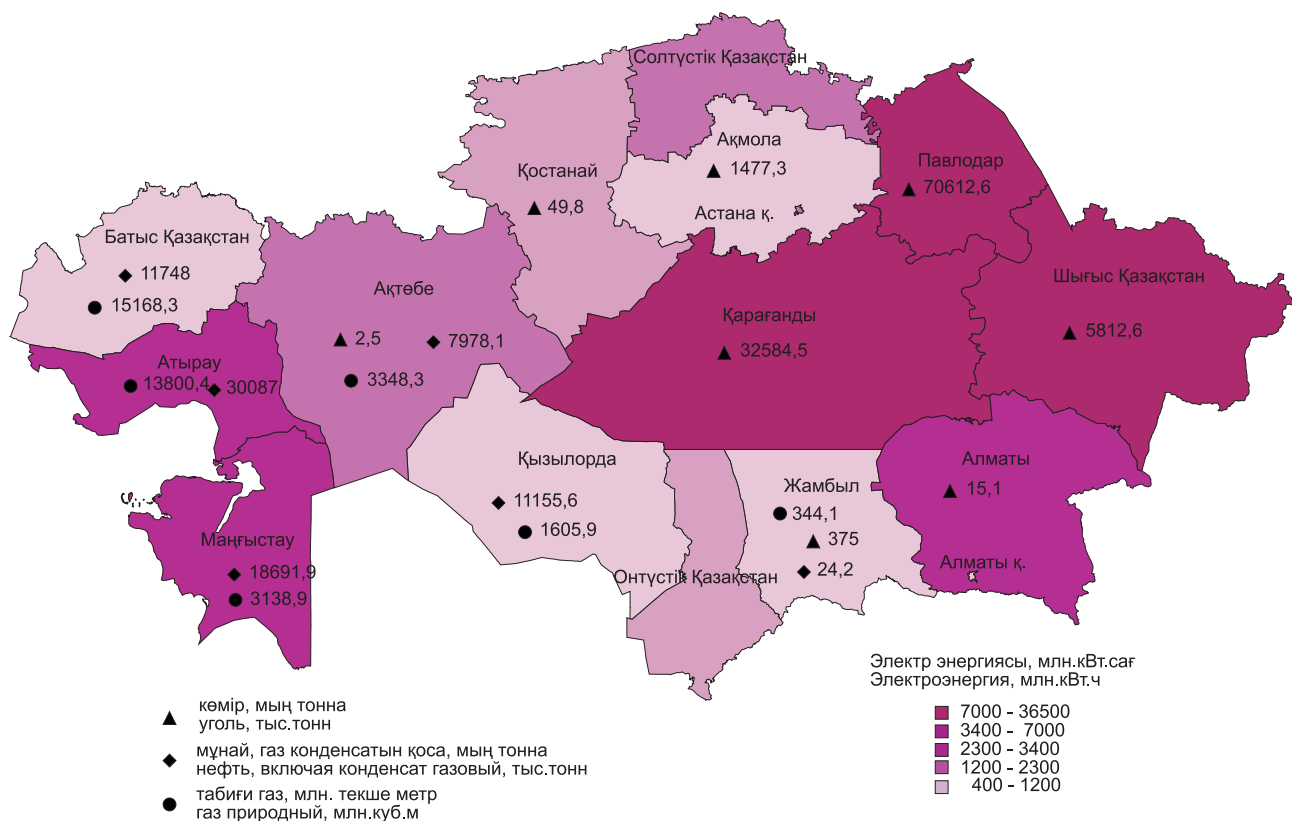 Солтүстік Қазақстан
Ақмола
1477,3
Астана қ.
Павлодар
70612,6
Қостанай
49,8
Батыс Қазақстан
11748
15168,3
Ақтөбе
2,5
7978,1
3348,3
Шығыс Қазақстан
5812,6
Қарағанды
32584,5
Атырау
13800,4
30087
Қызылорда
11155,6
1605,9
Жамбыл
344,1
375
24,2
Алматы
15,1
Алматы қ.
Маңғыстау
18691,9
3138,9
Онтүстік Қазақстан
Электр энергиясы, млн.кВт.сағ
Электроэнергия, млн.кВт.ч
7000 - 36500
3400 - 7000
2300 - 3400
1200 - 2300
400 - 1200
көмір, мың тонна
уголь, тыс.тонн
мұнай, газ конденсатын қоса, мың тонна
нефть, включая конденсат газовый, тыс.тонн
табиғи газ, млн. текше метр
газ природный, млн.куб.м